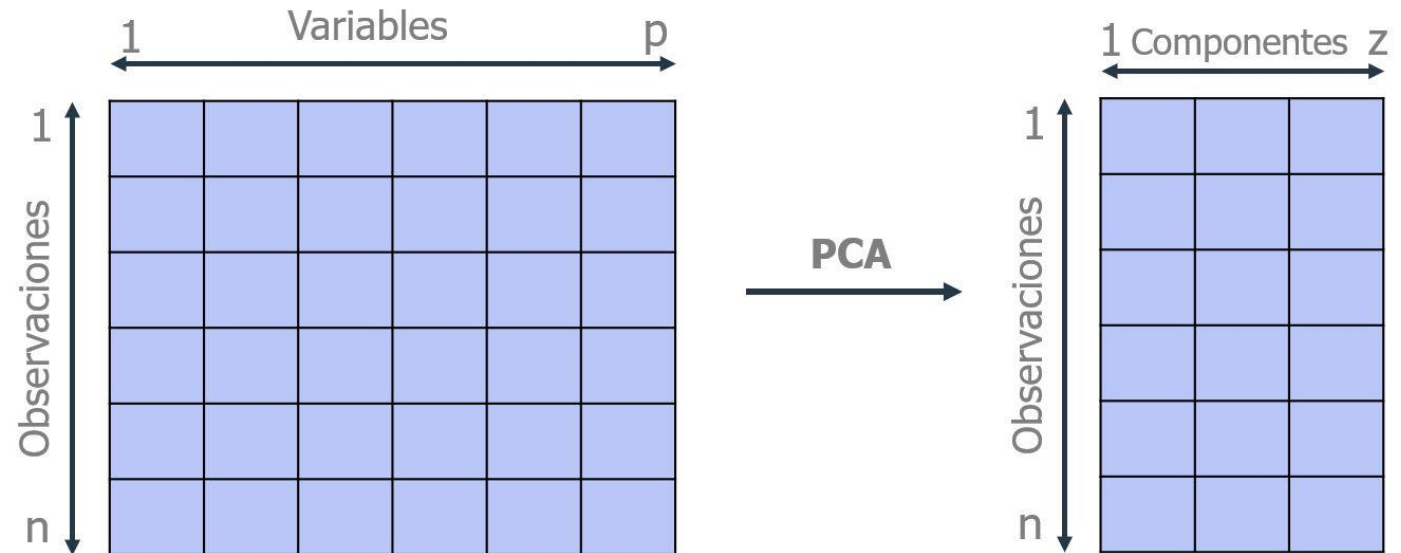 1 Variables p
1 Componentes z
1
Observaciones
n
PCA
1
Observaciones
n